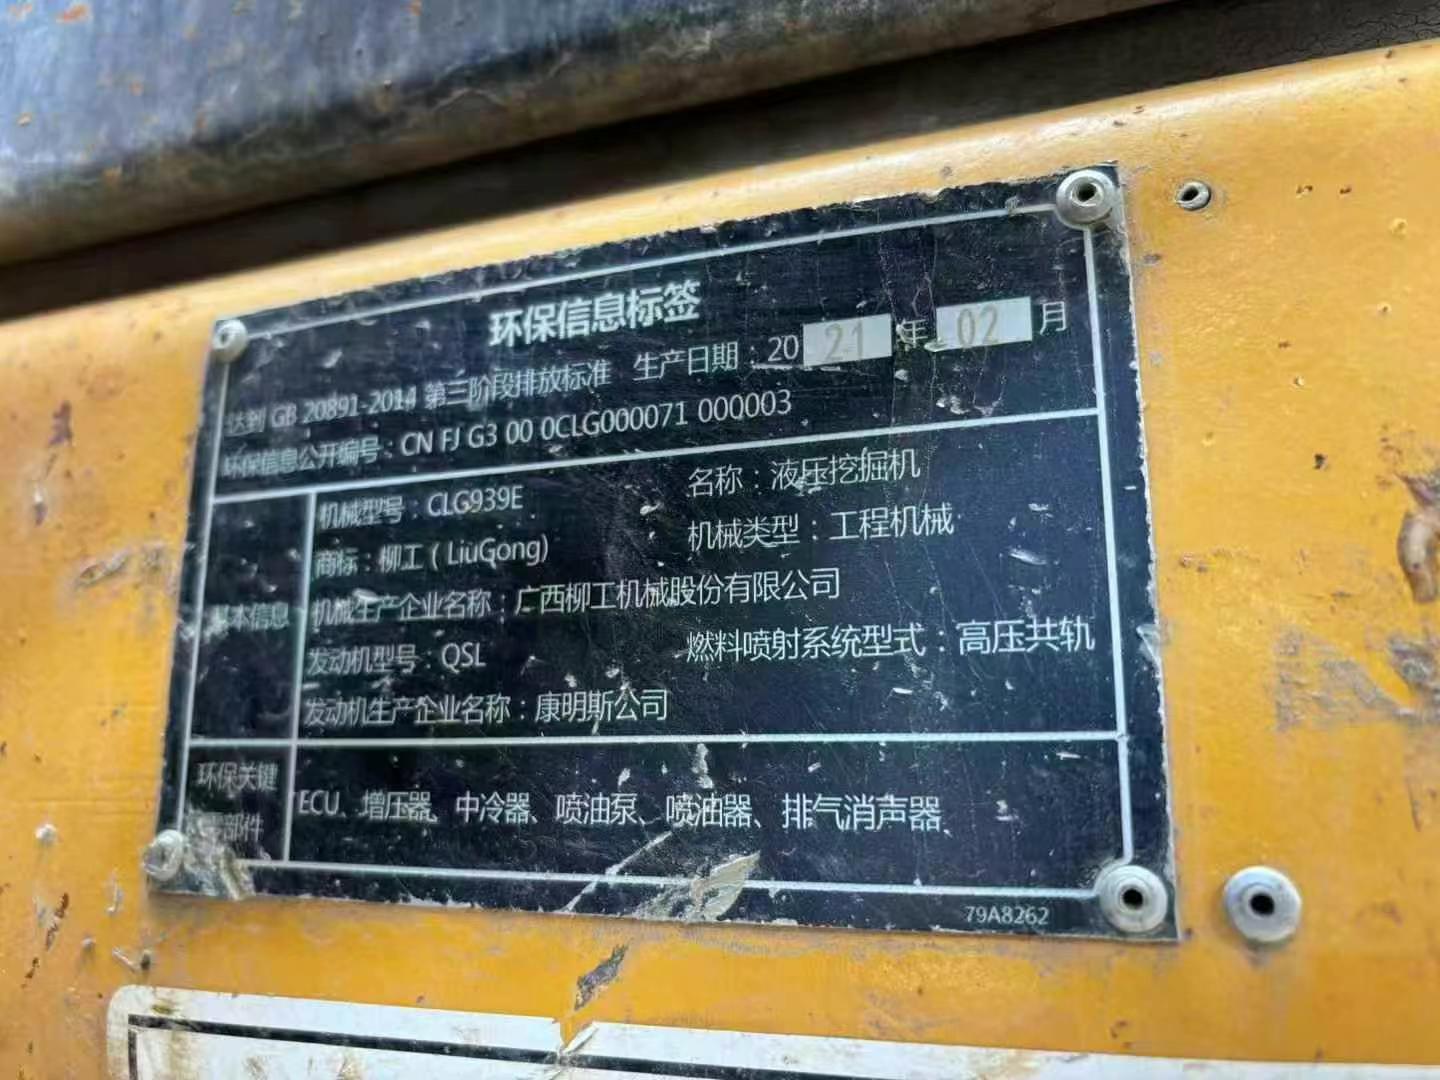 环保信息标签
达到 GB 20891-2014 第三阶段排放标准 生产日期:2021年02月
环保信息公开编号:CN FJ G3 00 0CLG000071 000003
机械型号:CLG939E 名称:液压挖掘机
商标:柳工(LiuGong) 机械类型:工程机械
基本信息
机械生产企业名称:广西柳工机械股份有限公司
发动机型号:QSL 燃料喷射系统型式:高压共轨
发动机生产企业名称:康明斯公司
环保关键
零部件
ECU、增压器、中冷器、喷油泵、喷油器、排气消声器、
79A8262